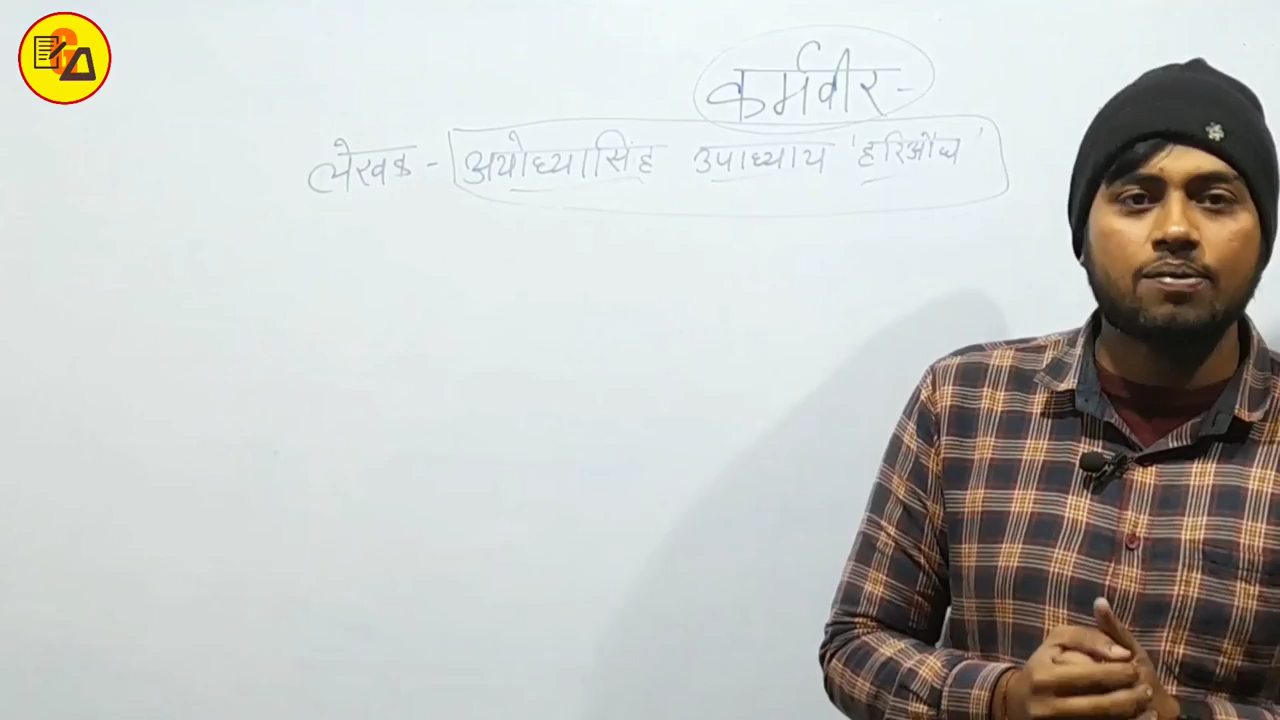 कर्मवीर -
लेखक - अयोध्यासिंह उपाध्याय 'हरिऔध'